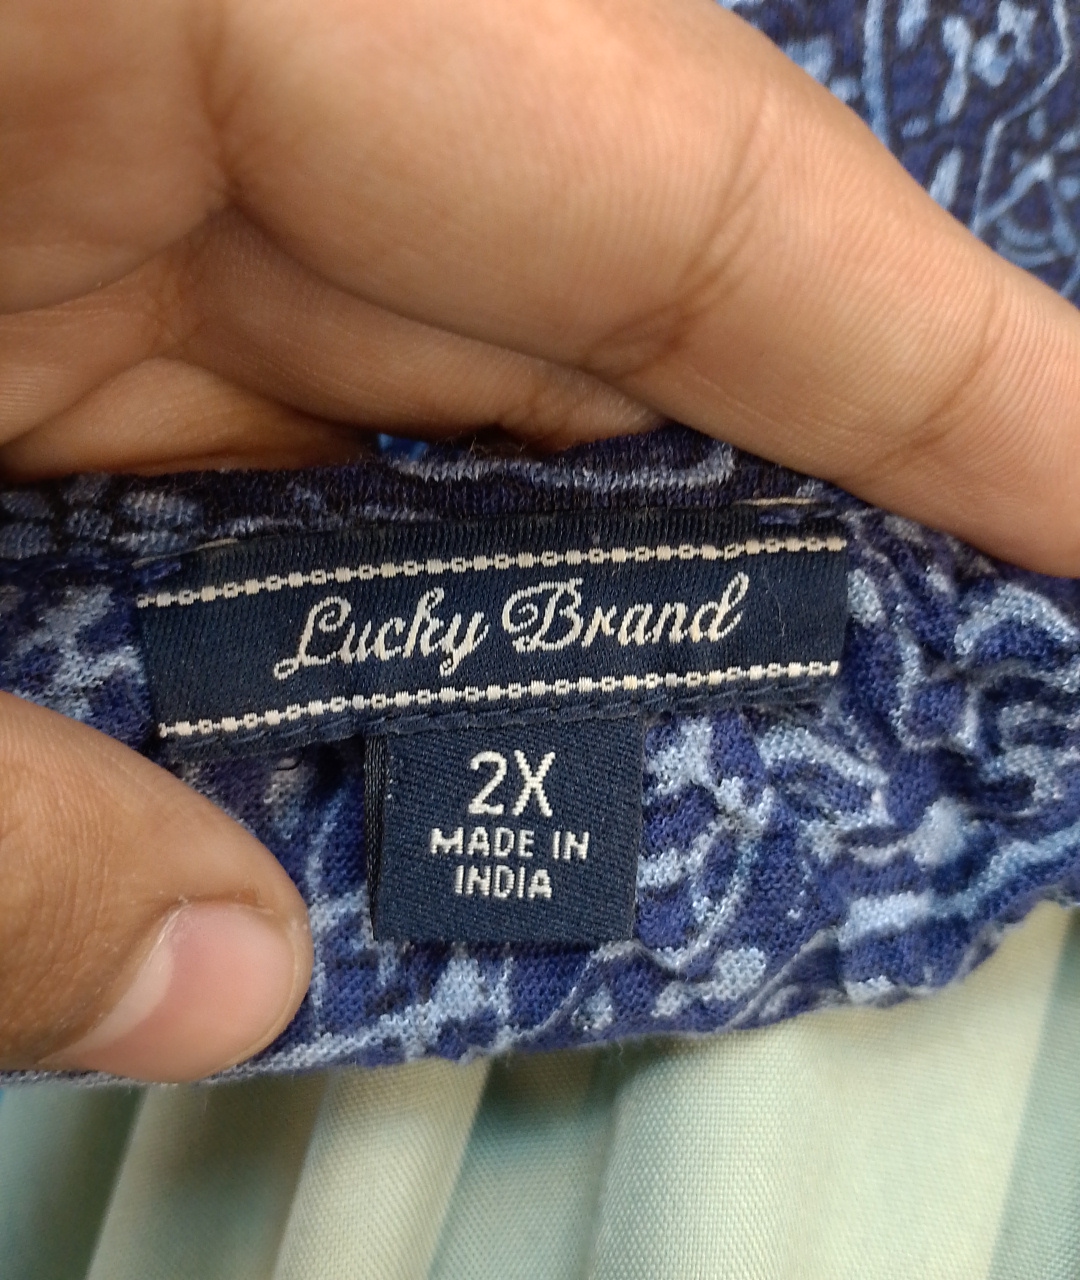 Lucky Brand
2X
MADE IN
INDIA